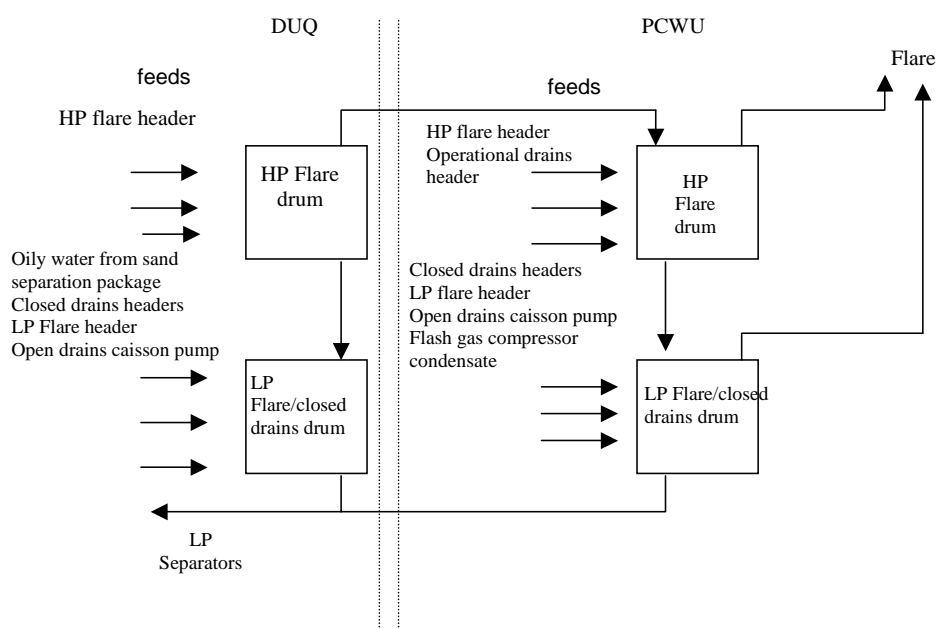 DUQ
PCWU
Flare
feeds
feeds
HP flare header
HP flare header
Operational drains
header
HP Flare
drum
HP
Flare
drum
Oily water from sand
separation package
Closed drains headers
LP Flare header
Open drains caisson pump
Closed drains headers
LP flare header
Open drains caisson pump
Flash gas compressor
condensate
LP
Flare/closed
drains drum
LP Flare/closed
drains drum
LP
Separators